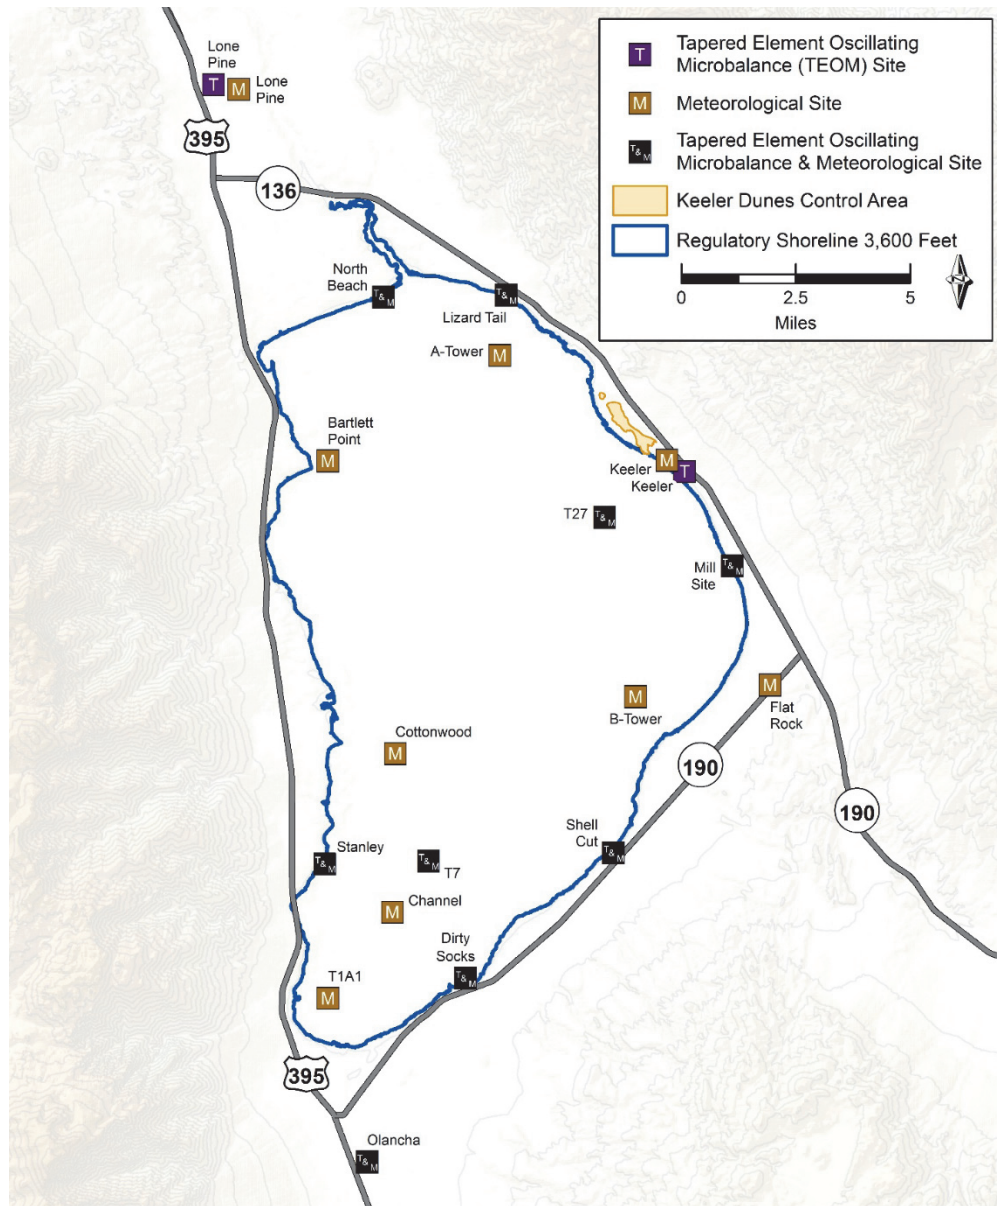 Lone
Pine
T
M
Lone
Pine
395
136
T
Tapered Element Oscillating
Microbalance (TEOM) Site
M
Meteorological Site
T&M
Tapered Element Oscillating
Microbalance & Meteorological Site
Keeler Dunes Control Area
Regulatory Shoreline 3,600 Feet
0
2.5
5
Miles
North
Beach
T&M
T&M
Lizard Tail
A-Tower
M
Bartlett
Point
M
Keeler
M
Keeler
T
T27
T&M
Mill
Site
T&M
M
B-Tower
M
Flat
Rock
Cottonwood
M
190
190
Shell
Cut
T&M
Stanley
T&M
T&M
T7
Channel
M
Dirty
Socks
T&M
T1A1
M
395
Olancha
T&M